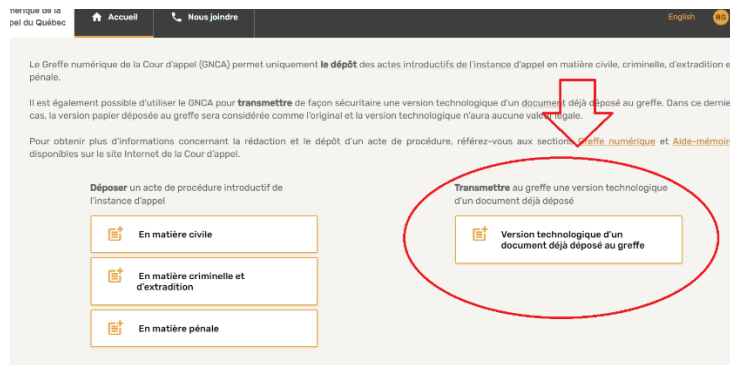 pel du Québec
Accueil
Nous joindre
English
BG
Le Greffe numérique de la Cour d'appel (GNCA) permet uniquement le dépôt des actes introductifs de l'instance d'appel en matière civile, criminelle, d'extradition e
pénale.
Il est également possible d'utiliser le GNCA pour transmettre de façon sécuritaire une version technologique d'un document déjà déposé au greffe. Dans ce dernie
cas, la version papier déposée au greffe sera considérée comme l'original et la version technologique n'aura aucune valeur légale.
Pour obtenir plus d'informations concernant la rédaction et le dépôt d'un acte de procédure, référez-vous aux sections Greffe numérique et Aide-mémoir
disponibles sur le site Internet de la Cour d'appel.
Déposer un acte de procédure introductif de
l'instance d'appel
En matière civile
En matière criminelle et
d'extradition
En matière pénale
Transmettre au greffe une version technologique
d'un document déjà déposé
Version technologique d'un
document déjà déposé au greffe